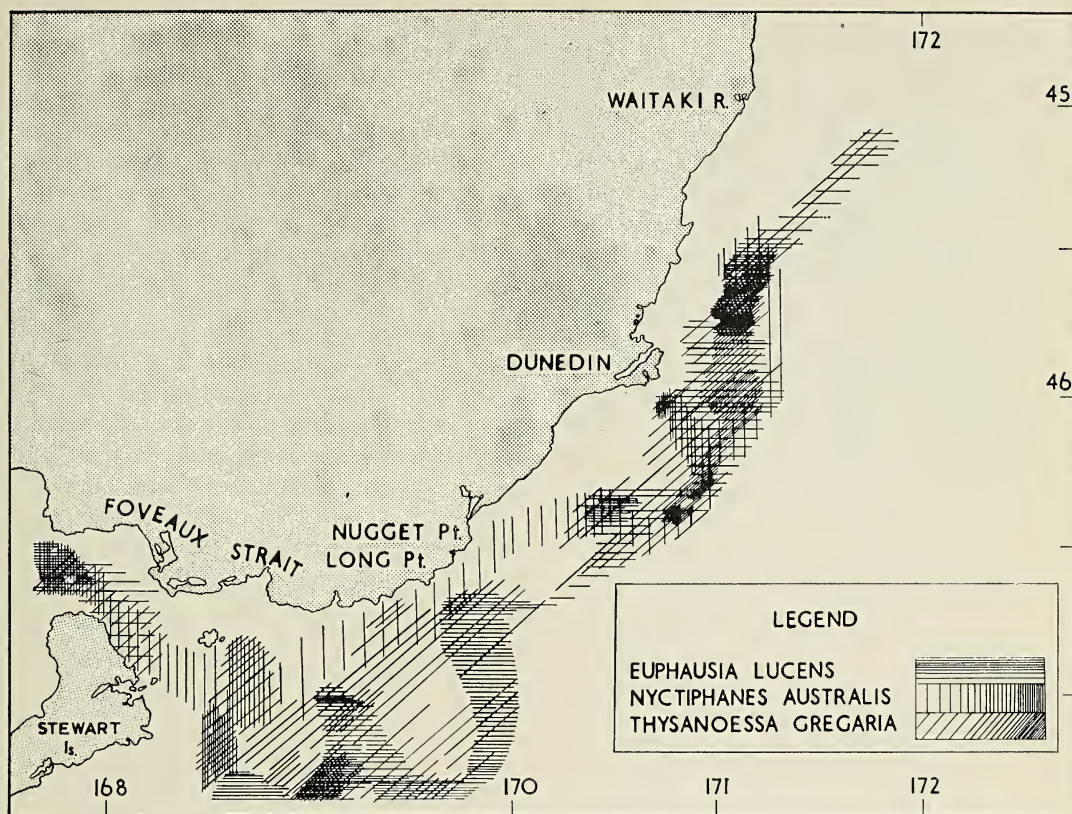 172
WAITAKI R.
45
DUNEDIN
46
FOVEAUX STRAIT
NUGGET Pt.
LONG Pt.
STEWART
Is.
LEGEND
EUPHAUSIA LUCENS
NYCTIPHANES AUSTRALIS
THYSANOESSA GREGARIA
168
170
171
172